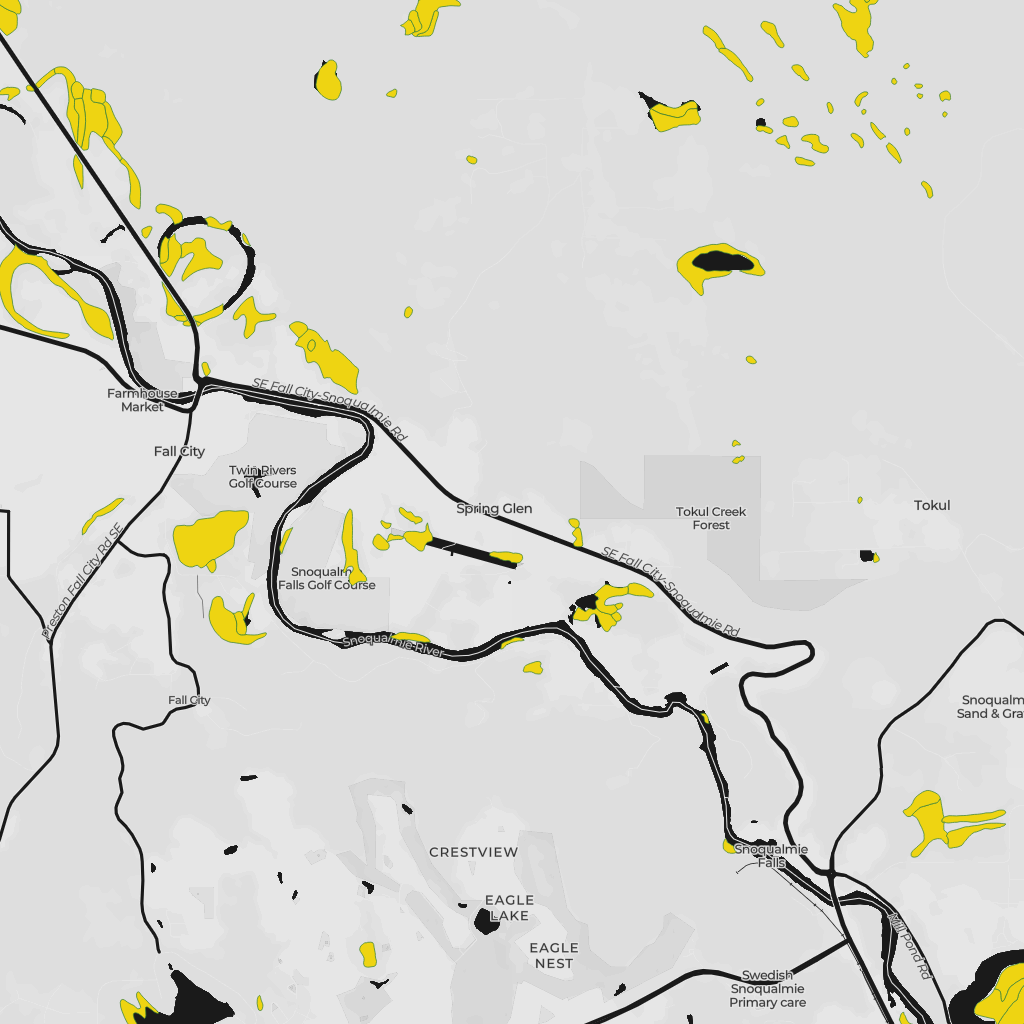 SE Fall City-Snoqualmie Rd
Farmhouse
Market
Fall City
Twin Rivers
Golf Course
Spring Glen
Tokul Creek
Forest
Tokul
SE Fall City-Snoqualmie Rd
Preston Fall City Rd SE
Falls Golf Course
Snoqualmie River
Fall City
Sand & Gra
Snoqualmie
Falls
CRESTVIEW
EAGLE
LAKE
EAGLE
NEST
Mill Pond Rd
Swedish
Snoqualmie
Primary care